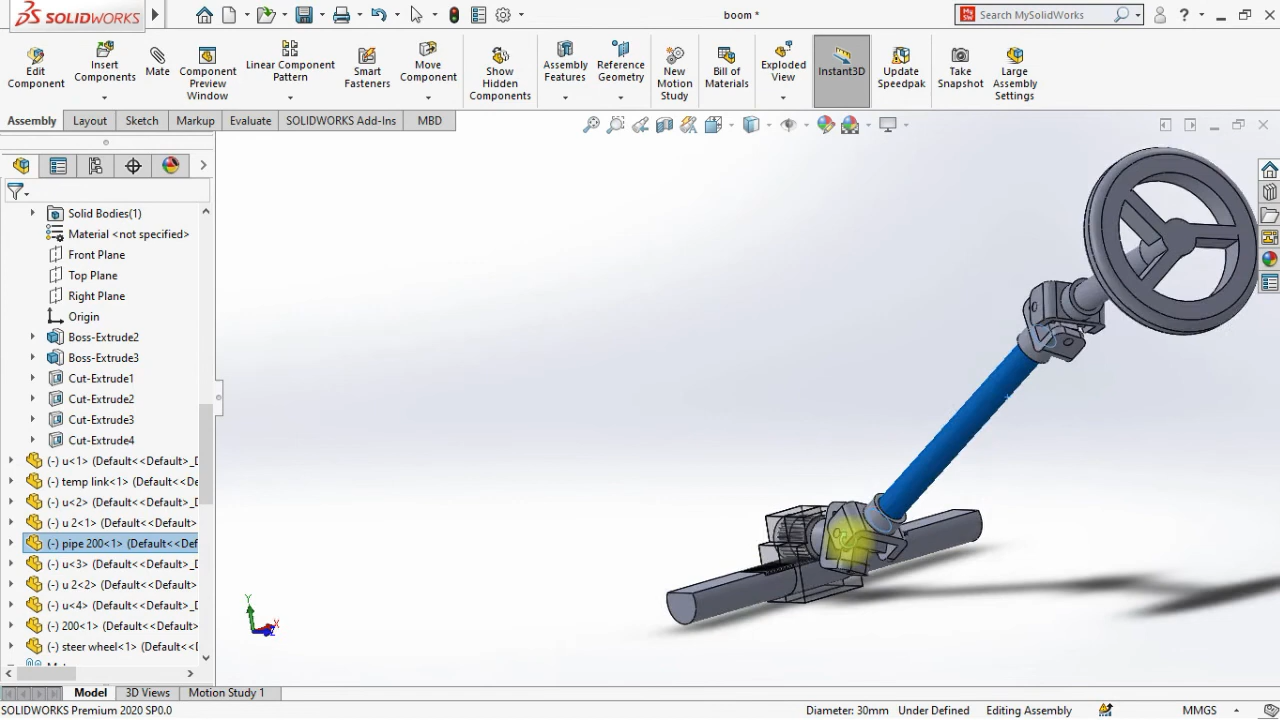 SOLIDWORKS
boom *
Search MySolidWorks
?
Edit Component
Insert Components
Mate
Component Preview Window
Linear Component Pattern
Smart Fasteners
Move Component
Show Hidden Components
Assembly Features
Reference Geometry
New Motion Study
Bill of Materials
Exploded View
Instant3D
Update Speedpak
Take Snapshot
Large Assembly Settings
Assembly
Layout
Sketch
Markup
Evaluate
SOLIDWORKS Add-Ins
MBD
Solid Bodies(1)
Material <not specified>
Front Plane
Top Plane
Right Plane
Origin
Boss-Extrude2
Boss-Extrude3
Cut-Extrude1
Cut-Extrude2
Cut-Extrude3
Cut-Extrude4
(-) u<1> (Default<<Default>_D
(-) temp link<1> (Default<<De
(-) u<2> (Default<<Default>_D
(-) u 2<1> (Default<<Default>
(-) pipe 200<1> (Default<<Def
(-) u<3> (Default<<Default>_D
(-) u 2<2> (Default<<Default>
(-) u<4> (Default<<Default>_D
(-) 200<1> (Default<<Default>
(-) steer wheel<1> (Default<<
Y
X
Model
3D Views
Motion Study 1
SOLIDWORKS Premium 2020 SP0.0
Diameter: 30mm
Under Defined
Editing Assembly
MMGS